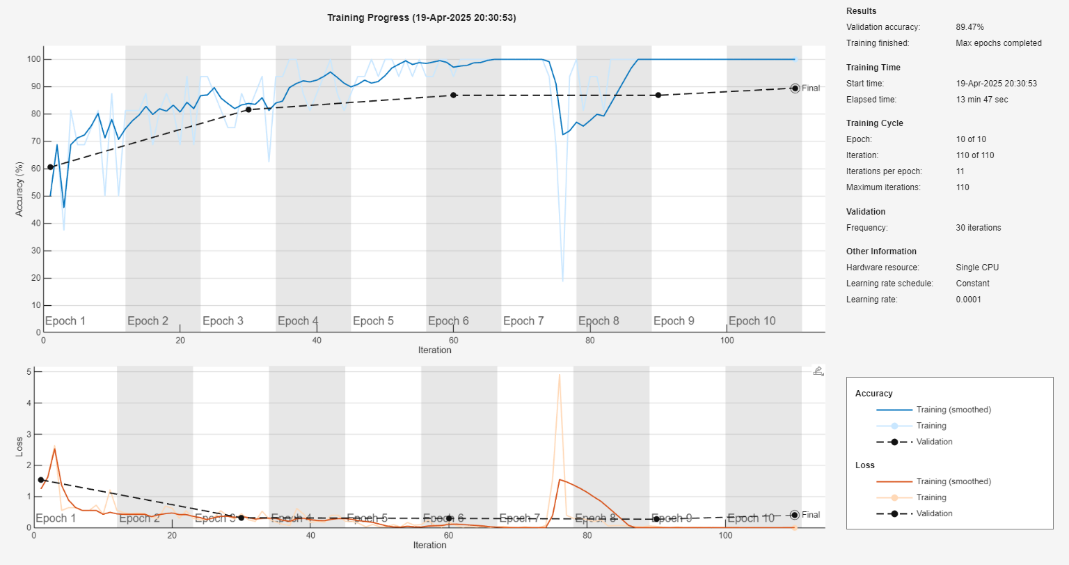 Training Progress (19-Apr-2025 20:30:53)
Accuracy (%)
100
90
80
70
60
50
40
30
20
10
0
Final
Epoch 1 Epoch 2 Epoch 3 Epoch 4 Epoch 5 Epoch 6 Epoch 7 Epoch 8 Epoch 9 Epoch 10
0 20 40 60 80 100
Iteration
Loss
5
4
3
2
1
0
Final
Epoch 1 Epoch 2 Epoch 3 Epoch 4 Epoch 5 Epoch 6 Epoch 7 Epoch 8 Epoch 9 Epoch 10
0 20 40 60 80 100
Iteration
Results
Validation accuracy: 89.47%
Training finished: Max epochs completed
Training Time
Start time: 19-Apr-2025 20:30:53
Elapsed time: 13 min 47 sec
Training Cycle
Epoch: 10 of 10
Iteration: 110 of 110
Iterations per epoch: 11
Maximum iterations: 110
Validation
Frequency: 30 iterations
Other Information
Hardware resource: Single CPU
Learning rate schedule: Constant
Learning rate: 0.0001
Accuracy
Training (smoothed)
Training
Validation
Loss
Training (smoothed)
Training
Validation